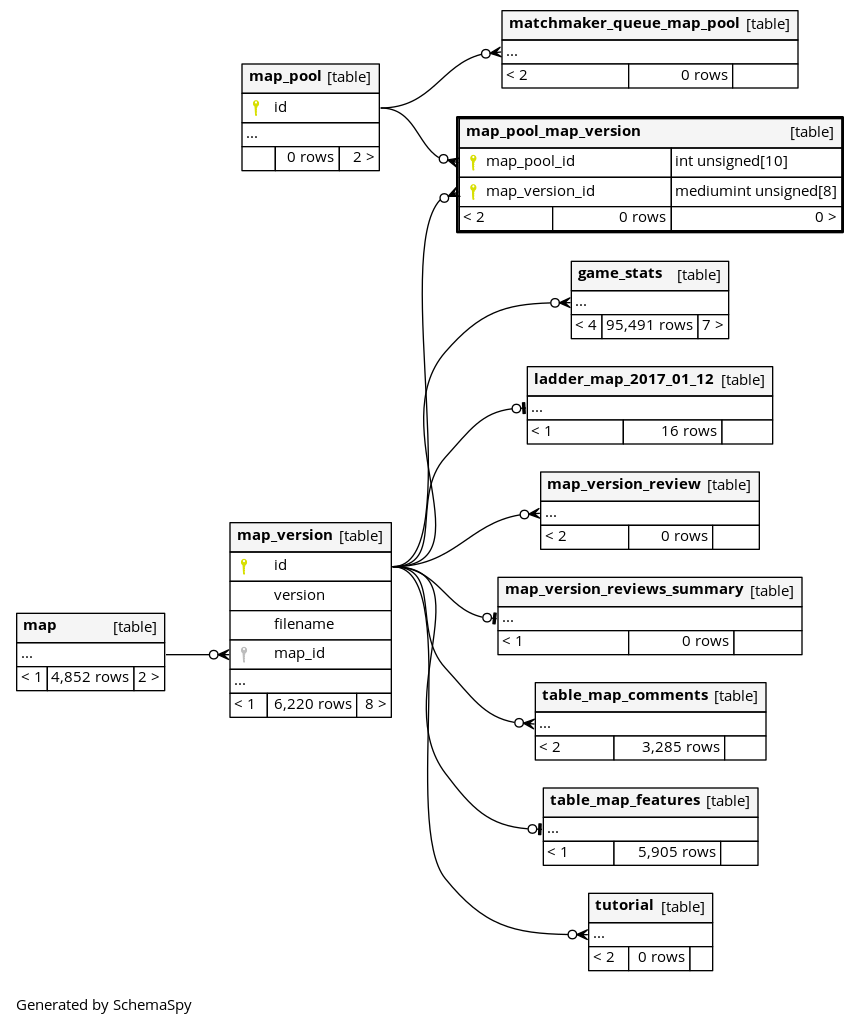 matchmaker_queue_map_pool [table]
...
< 2 0 rows
map_pool [table]
id
...
0 rows 2 >
map_pool_map_version [table]
map_pool_id int unsigned[10]
map_version_id mediumint unsigned[8]
< 2 0 rows 0 >
game_stats [table]
...
< 4 95,491 rows 7 >
ladder_map_2017_01_12 [table]
...
< 1 16 rows
map_version_review [table]
...
< 2 0 rows
map_version [table]
id
version
filename
map_id
...
< 1 6,220 rows 8 >
map_version_reviews_summary [table]
...
< 1 0 rows
map [table]
...
< 1 4,852 rows 2 >
table_map_comments [table]
...
< 2 3,285 rows
table_map_features [table]
...
< 1 5,905 rows
tutorial [table]
...
< 2 0 rows
Generated by SchemaSpy